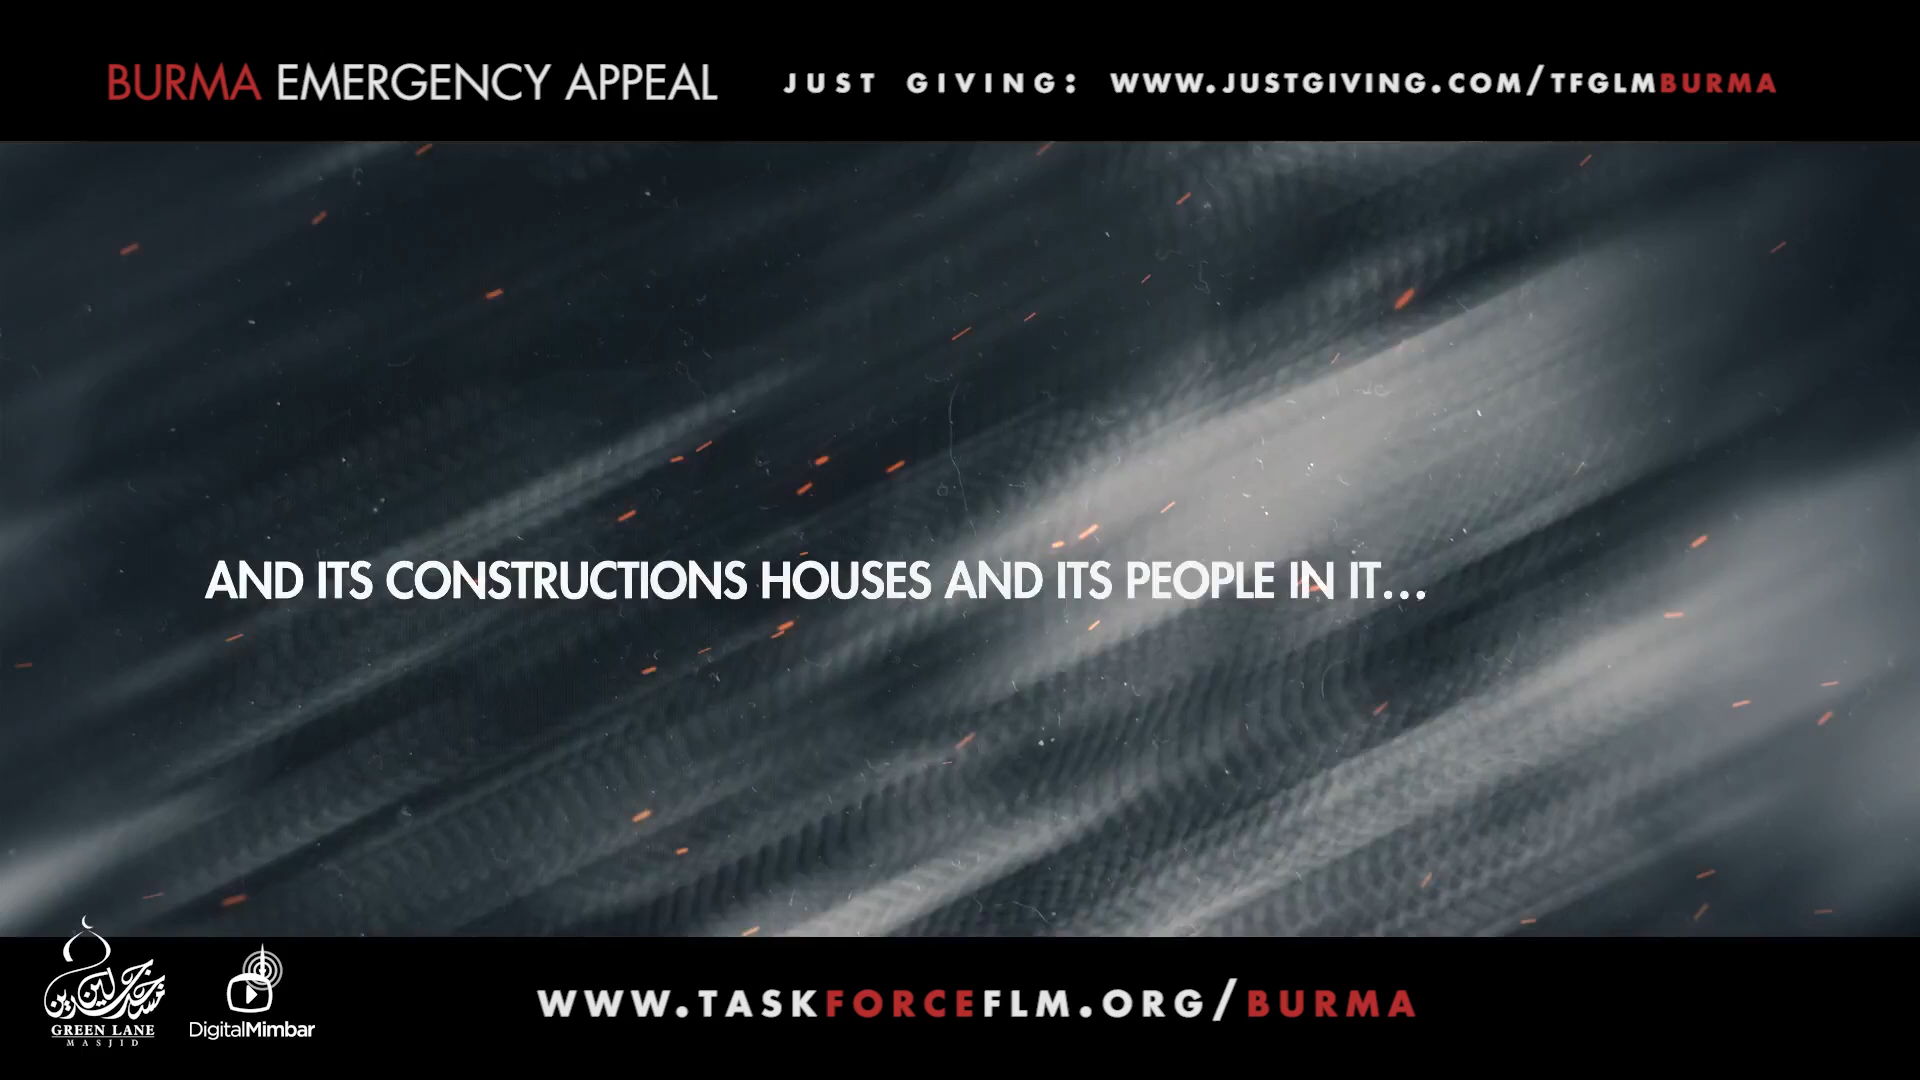 BURMA EMERGENCY APPEAL
JUST GIVING: WWW.JUSTGIVING.COM/TFGLMBURMA
AND ITS CONSTRUCTIONS HOUSES AND ITS PEOPLE IN IT...
GREEN LANE
MASJID
DigitalMimbar
WWW.TASKFORCEFLM.ORG/BURMA